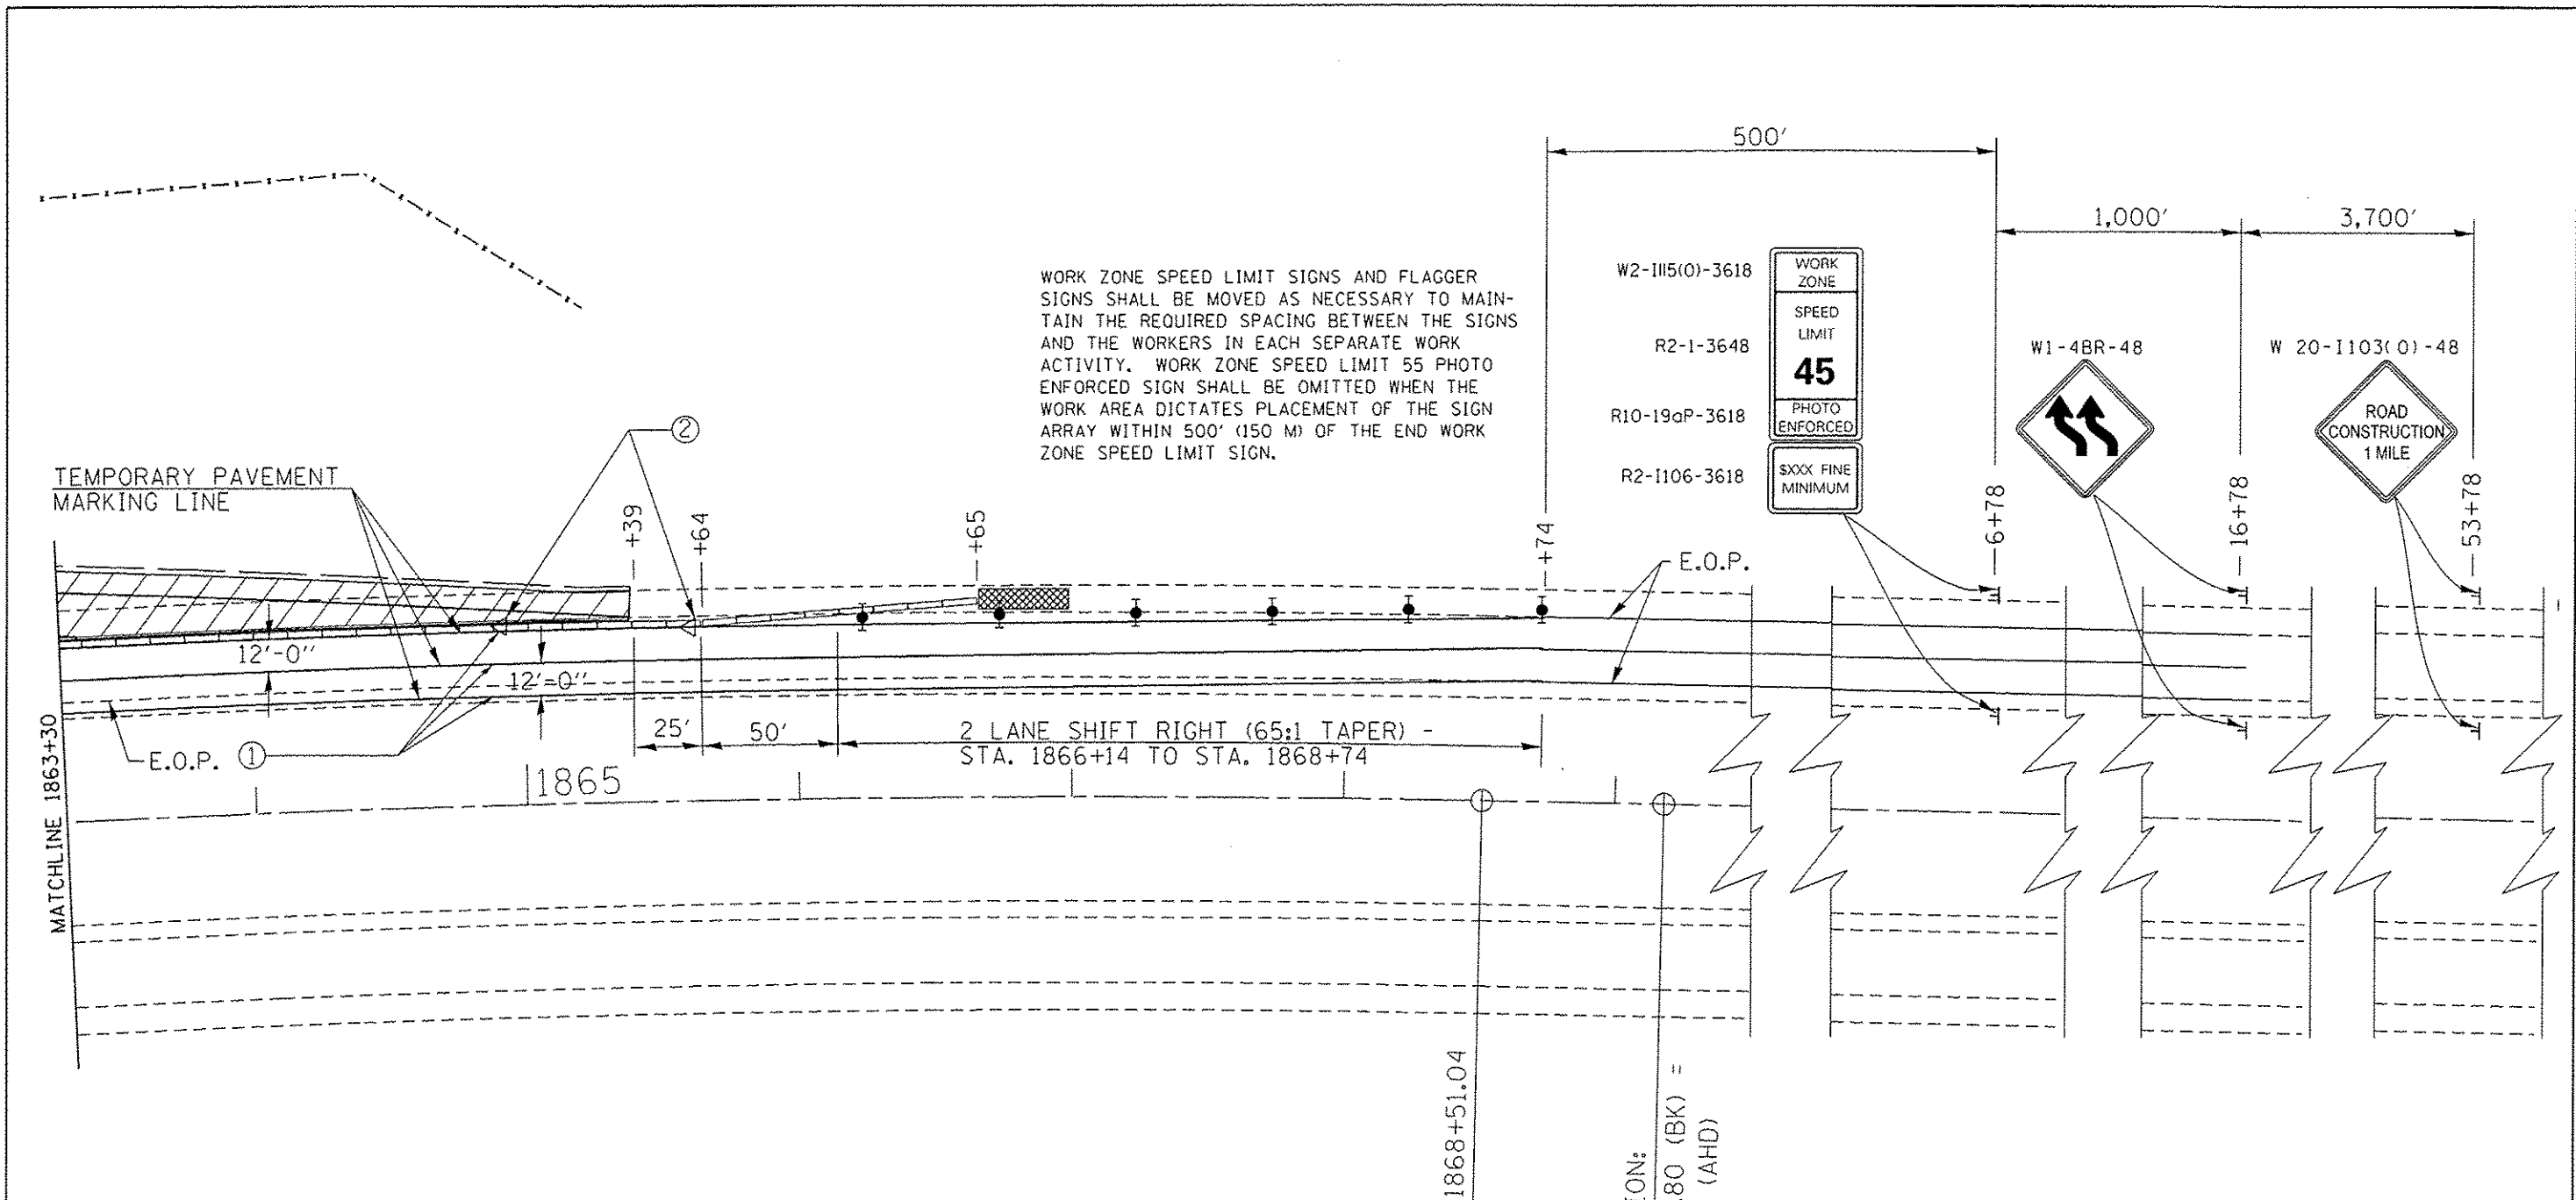 500'
1,000'
3,700'
WORK ZONE SPEED LIMIT SIGNS AND FLAGGER
SIGNS SHALL BE MOVED AS NECESSARY TO MAIN-
TAIN THE REQUIRED SPACING BETWEEN THE SIGNS
AND THE WORKERS IN EACH SEPARATE WORK
ACTIVITY. WORK ZONE SPEED LIMIT 55 PHOTO
ENFORCED SIGN SHALL BE OMITTED WHEN THE
WORK AREA DICTATES PLACEMENT OF THE SIGN
ARRAY WITHIN 500' (150 M) OF THE END WORK
ZONE SPEED LIMIT SIGN.
W2-I115(O)-3618
R2-1-3648
R10-19aP-3618
R2-I106-3618
WORK
ZONE
SPEED
LIMIT
45
PHOTO
ENFORCED
$XXX FINE
MINIMUM
W1-4BR-48
W 20-I103(O)-48
ROAD
CONSTRUCTION
1 MILE
TEMPORARY PAVEMENT
MARKING LINE
2
+39
+64
+65
+74
6+78
16+78
53+78
E.O.P.
12'-0"
12'-0"
E.O.P.
1
25'
50'
2 LANE SHIFT RIGHT (65:1 TAPER) -
STA. 1866+14 TO STA. 1868+74
1865
MATCHLINE 1863+30
1868+51.04
ION:
80 (BK) =
(AHD)